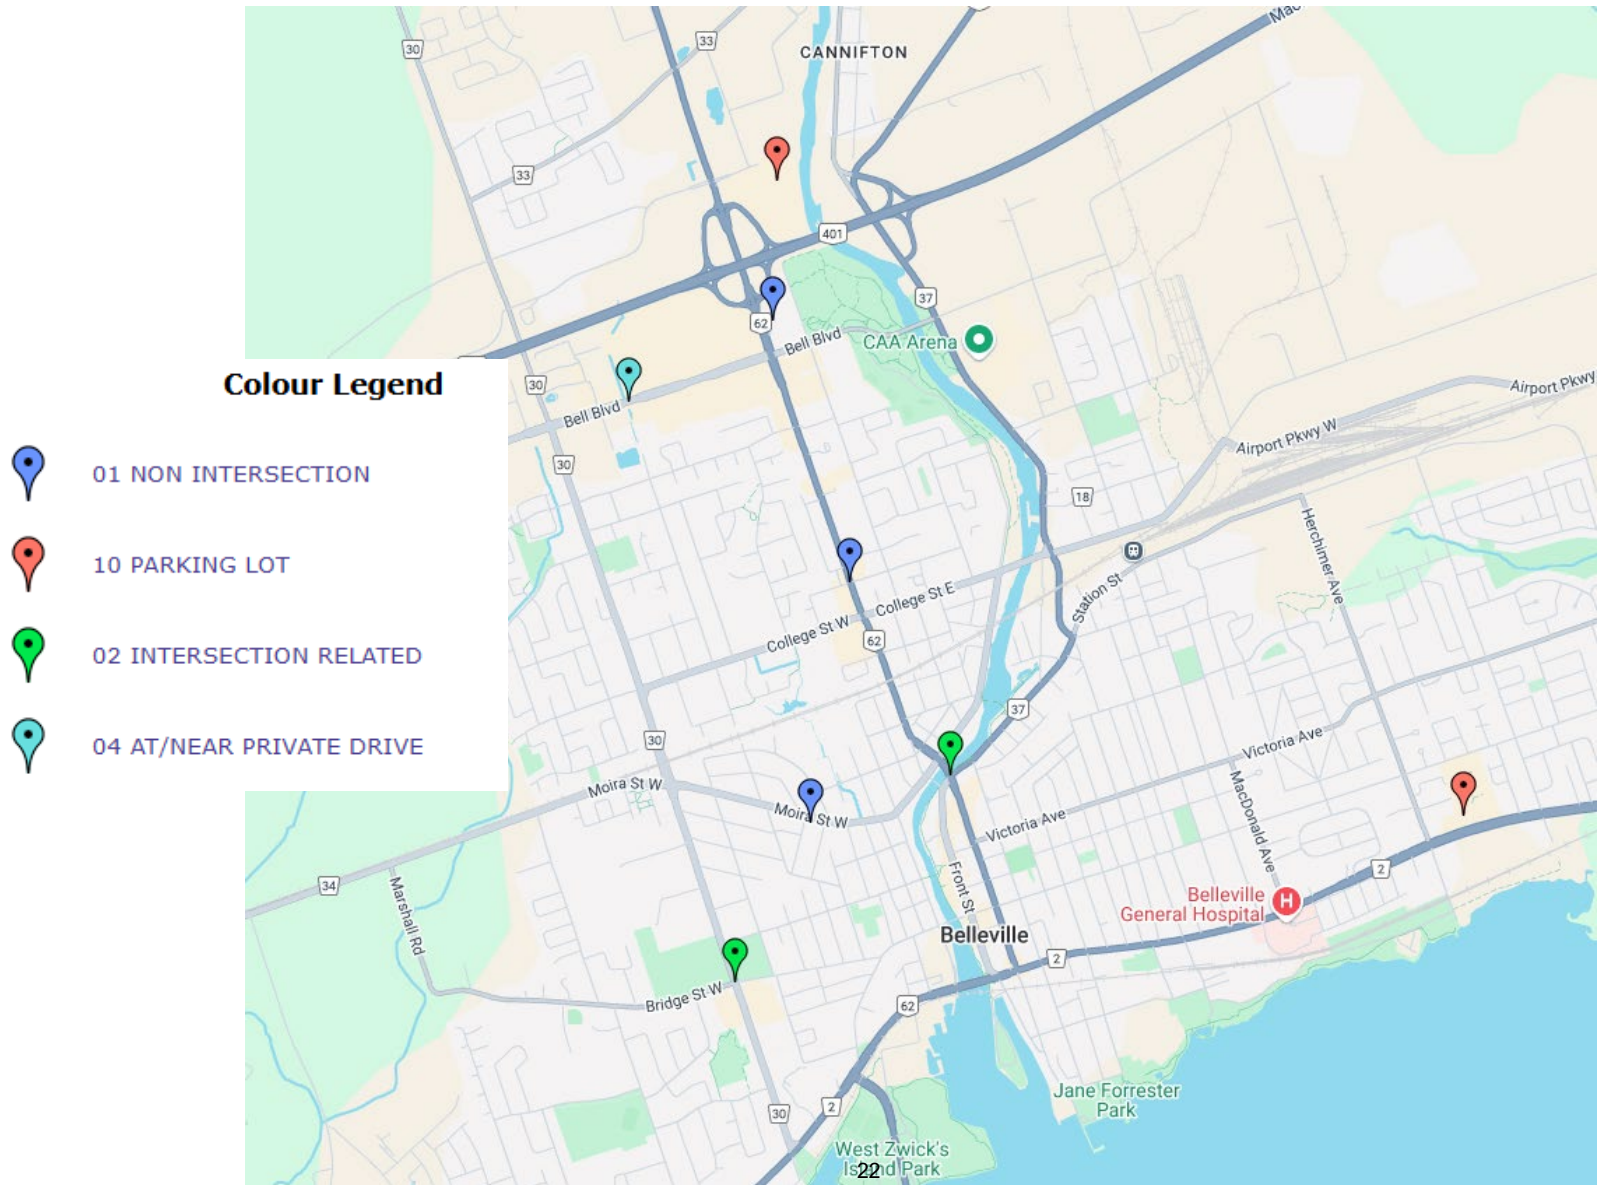 30
33
CANNIFTON
33
401
62
37
Bell Blvd
CAA Arena
Colour Legend
30
Bell Blvd
Airport Pkwy
Airport Pkwy W
01 NON INTERSECTION
30
18
10 PARKING LOT
Herchimer Ave
Station St
College St E
College St W
62
02 INTERSECTION RELATED
37
30
04 AT/NEAR PRIVATE DRIVE
Victoria Ave
Moira St W
Moira St W
MacDonald Ave
Victoria Ave
34
Marshall Rd
Front St
2
Belleville
General Hospital
H
Belleville
2
Bridge St W
62
30
2
Jane Forrester
Park
West Zwick's
Island Park
22